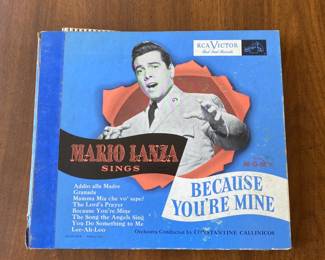 RCA VICTOR
Red Seal Records
MARIO LANZA
SINGS
Addio alla Madre
Granada
Mamma Mia che vo' sape?
The Lord's Prayer
Because You're Mine
The Song the Angels Sing
You Do Something to Me
Lee-Ah-Loo
M-G-M's
BECAUSE
YOU'RE MINE
Orchestra Conducted by CONSTANTINE CALLINICOS